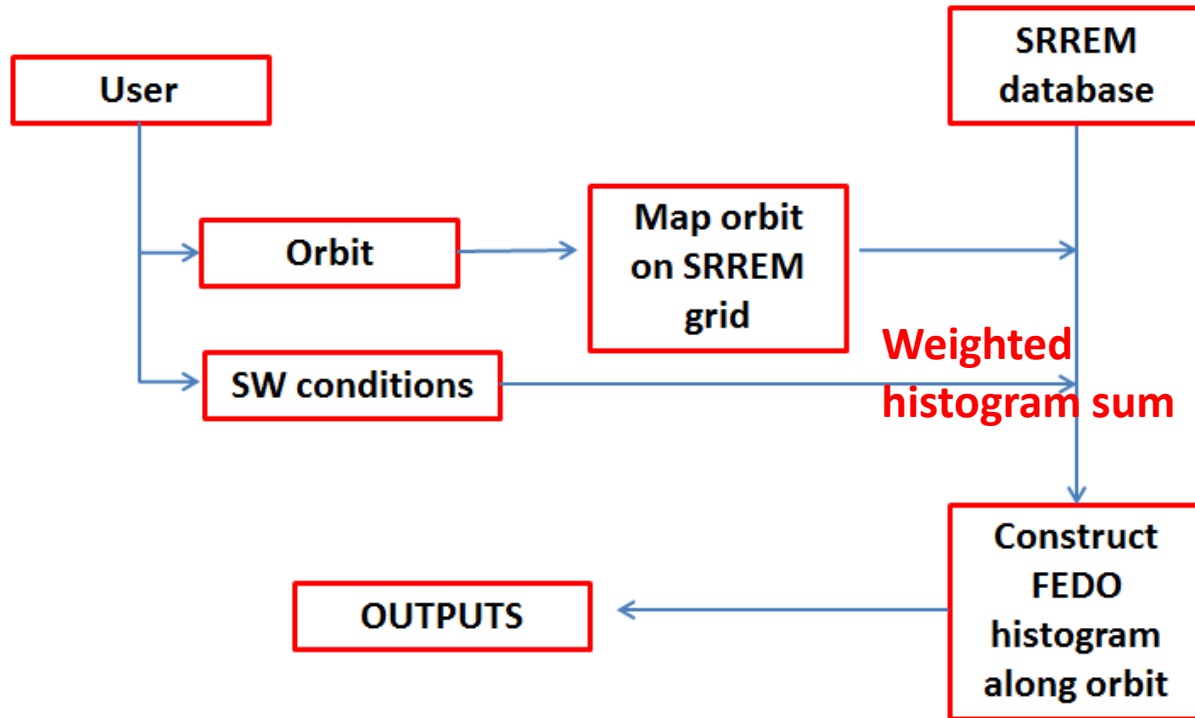 SRREM
database
User
Orbit
Map orbit
on SRREM
grid
SW conditions
Weighted
histogram sum
Construct
FEDO
histogram
along orbit
OUTPUTS